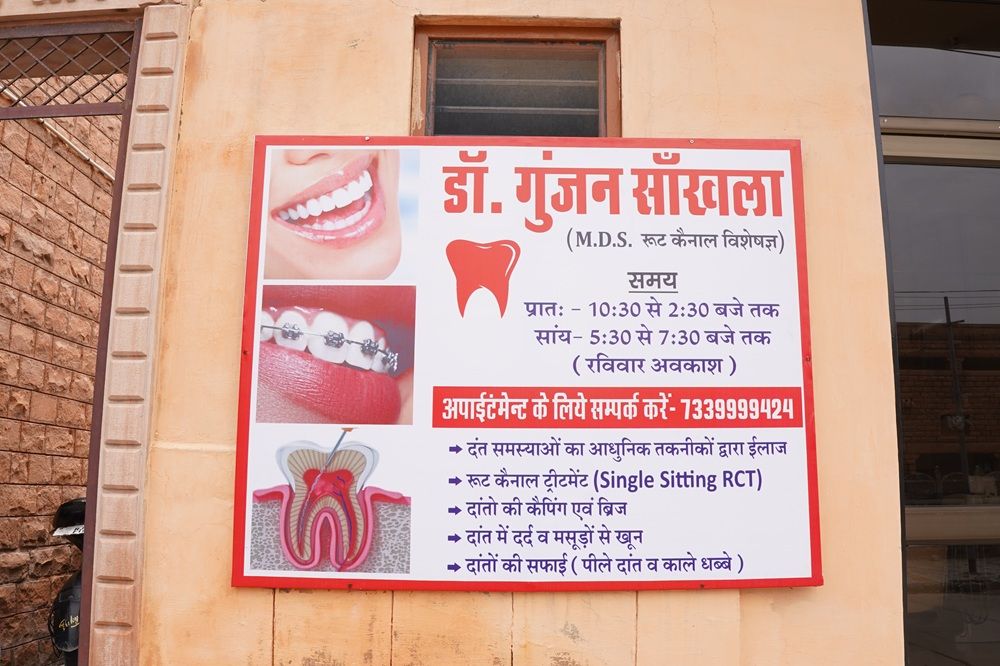 डॉ. गुंजन साँखला
(M.D.S. रूट कैनाल विशेषज्ञ)
समय
प्रातः - 10:30 से 2:30 बजे तक
सांय- 5:30 से 7:30 बजे तक
( रविवार अवकाश )
अपाईटंमेन्ट के लिये सम्पर्क करें- 7339999424
➡ दंत समस्याओं का आधुनिक तकनीकों द्वारा ईलाज
➡ रूट कैनाल ट्रीटमेंट (Single Sitting RCT)
➡ दांतो की कैपिंग एवं ब्रिज
➡ दांत में दर्द व मसूड़ों से खून
➡ दांतों की सफाई ( पीले दांत व काले धब्बे )